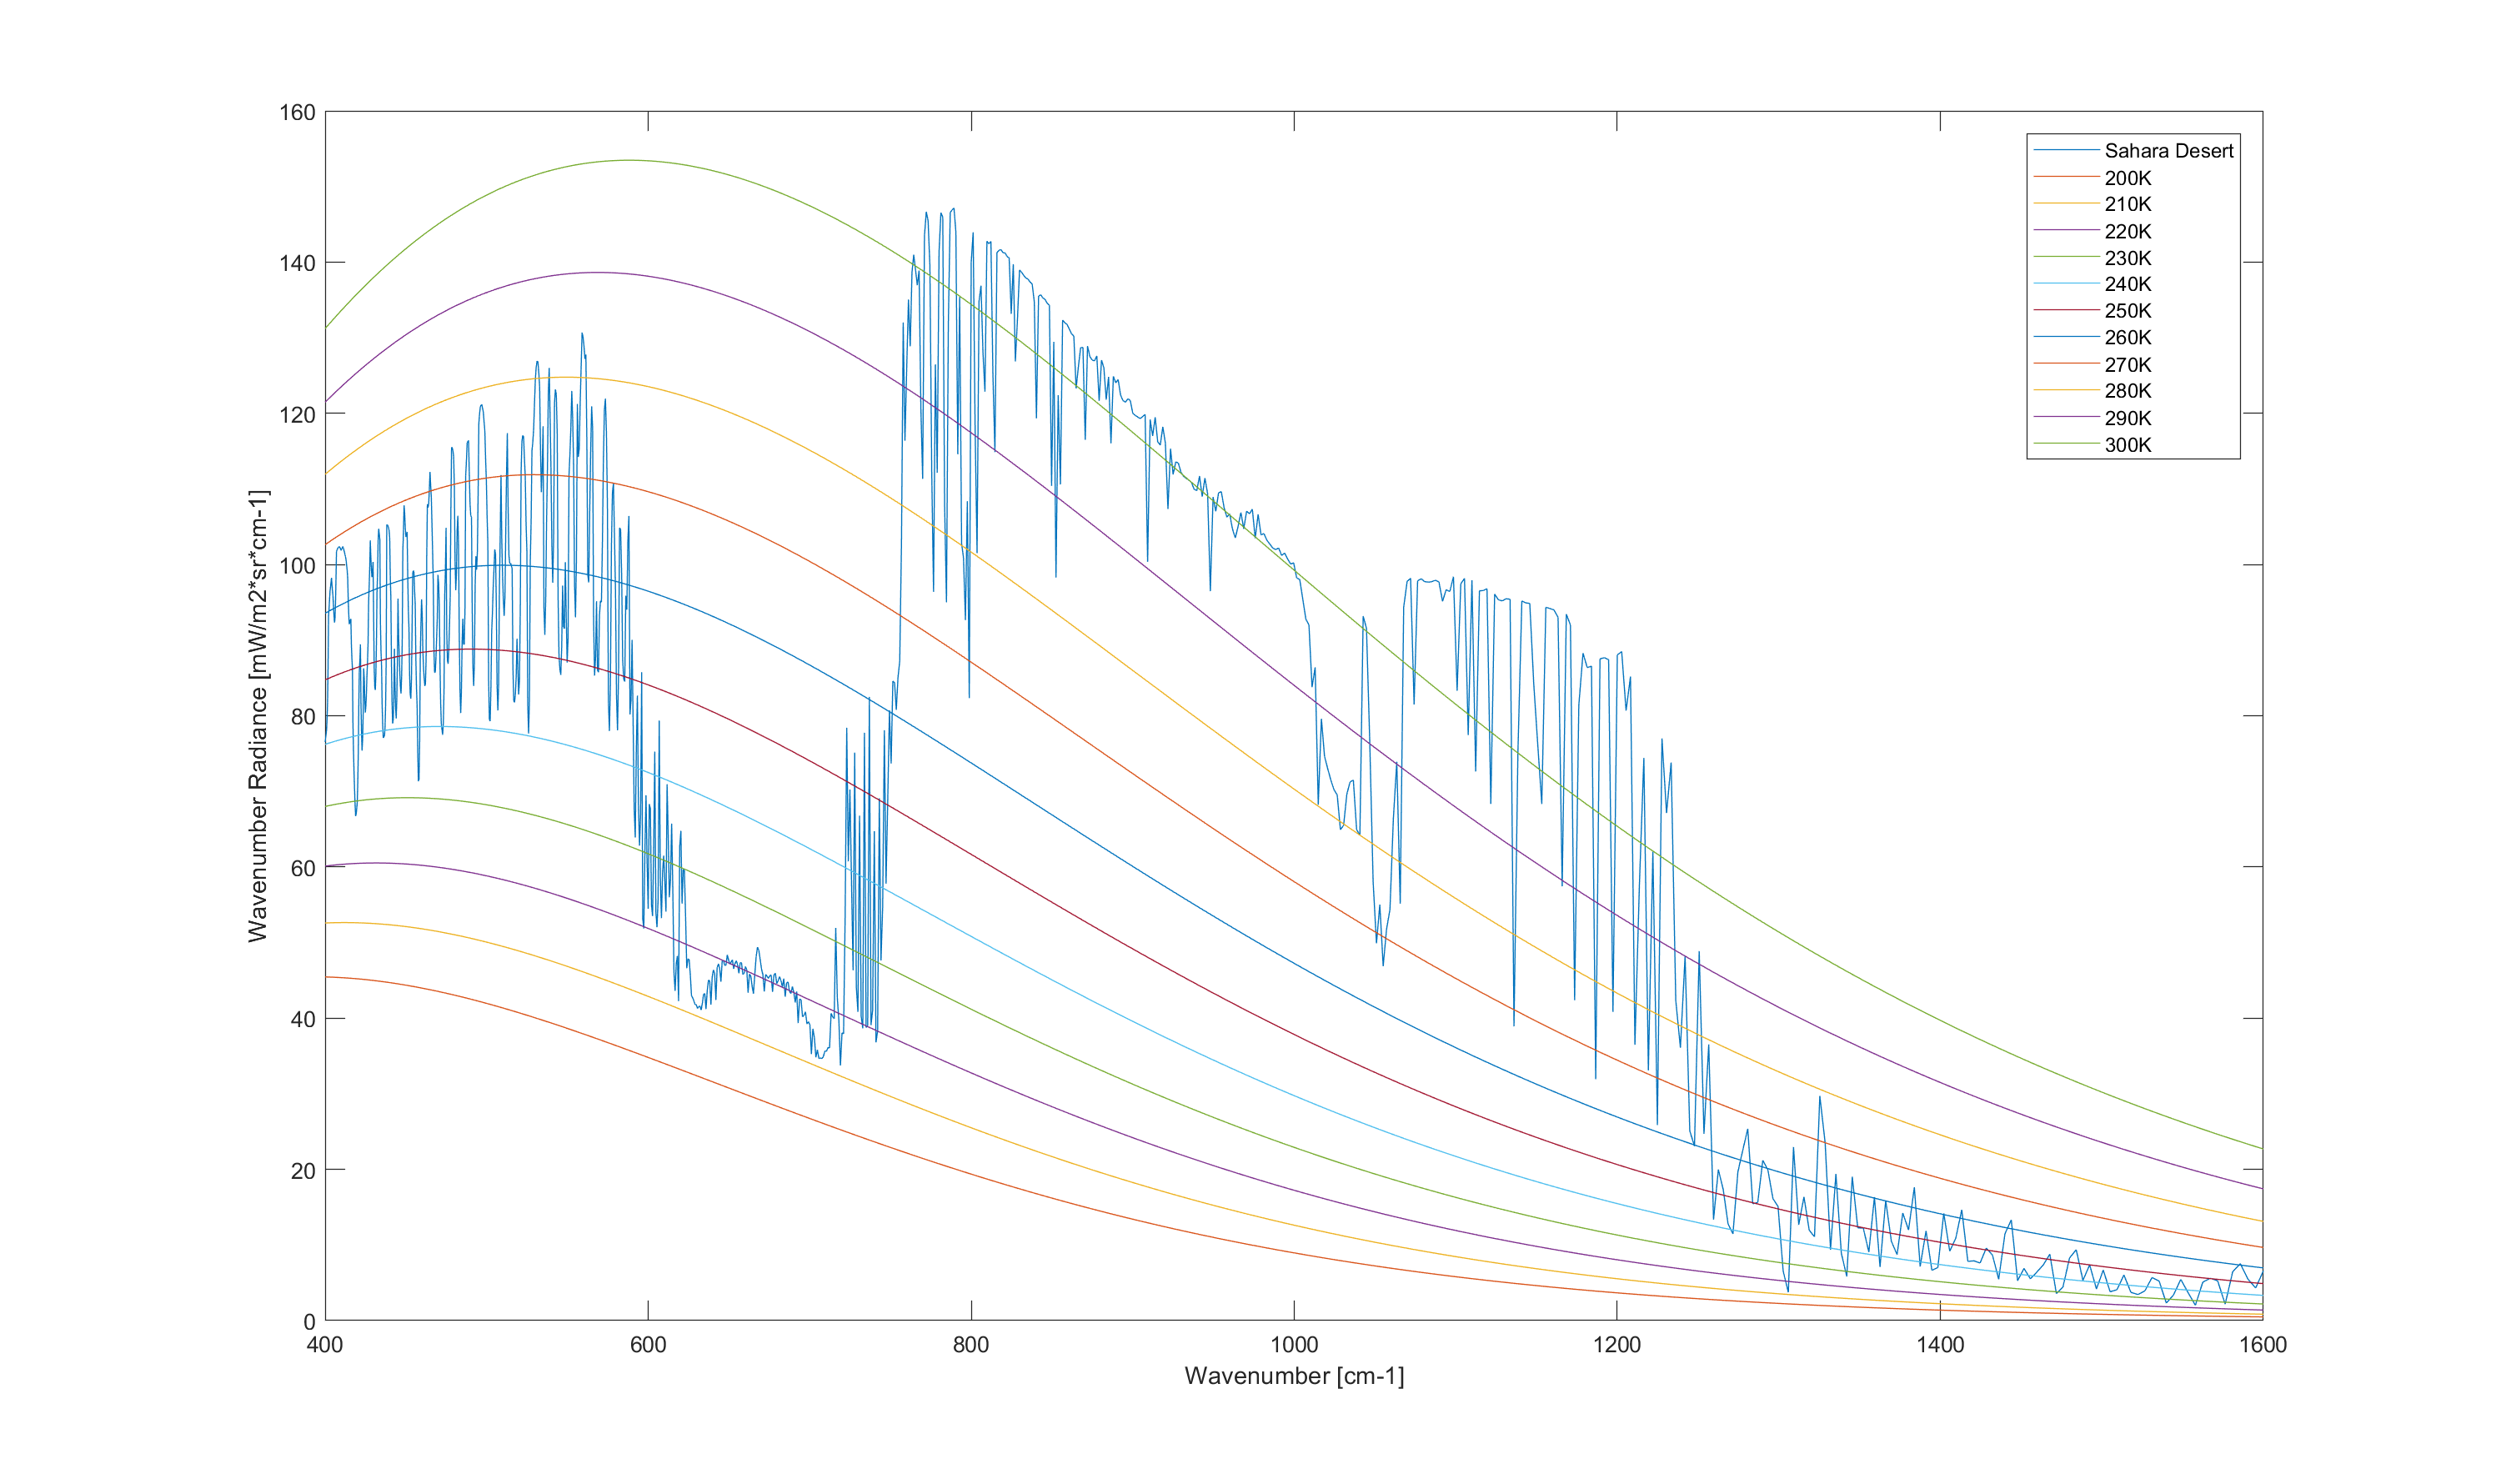 160
140
120
100
80
60
40
20
0
Wavenumber Radiance [mW/m2*sr*cm-1]
400 600 800 1000 1200 1400 1600
Wavenumber [cm-1]
Sahara Desert
200K
210K
220K
230K
240K
250K
260K
270K
280K
290K
300K